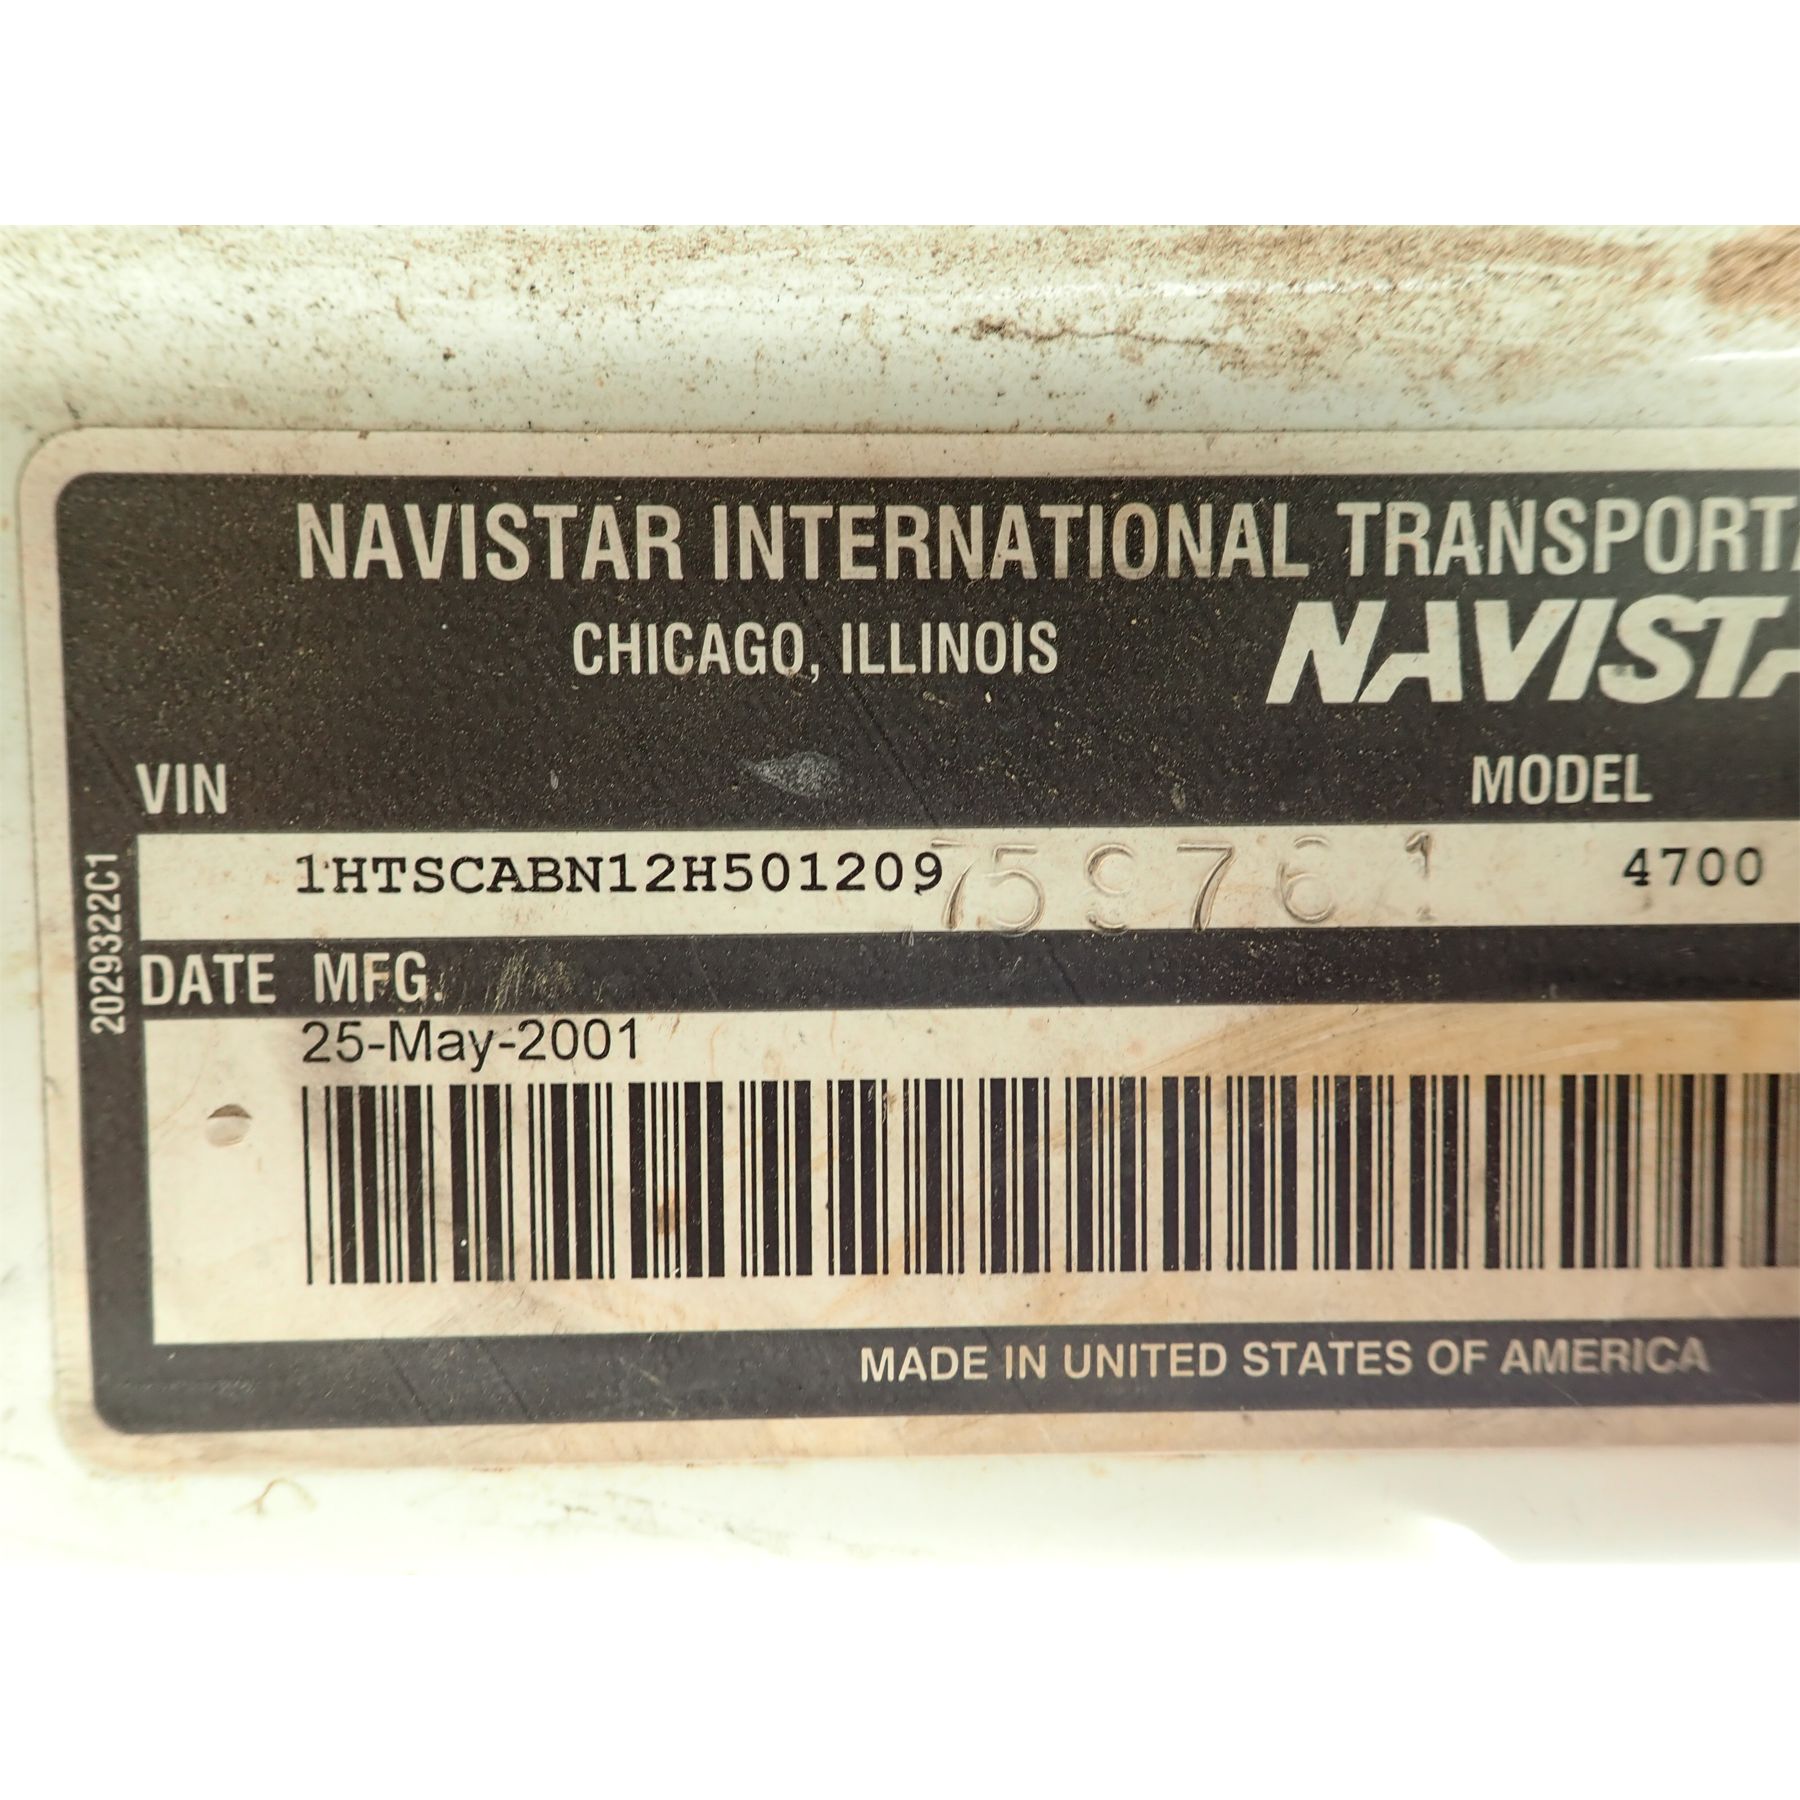 NAVISTAR INTERNATIONAL TRANSPORTA
CHICAGO, ILLINOIS
NAVISTA
VIN
MODEL
1HTSCABN12H501209
759761
4700
2029322C1
DATE MFG.
25-May-2001
MADE IN UNITED STATES OF AMERICA